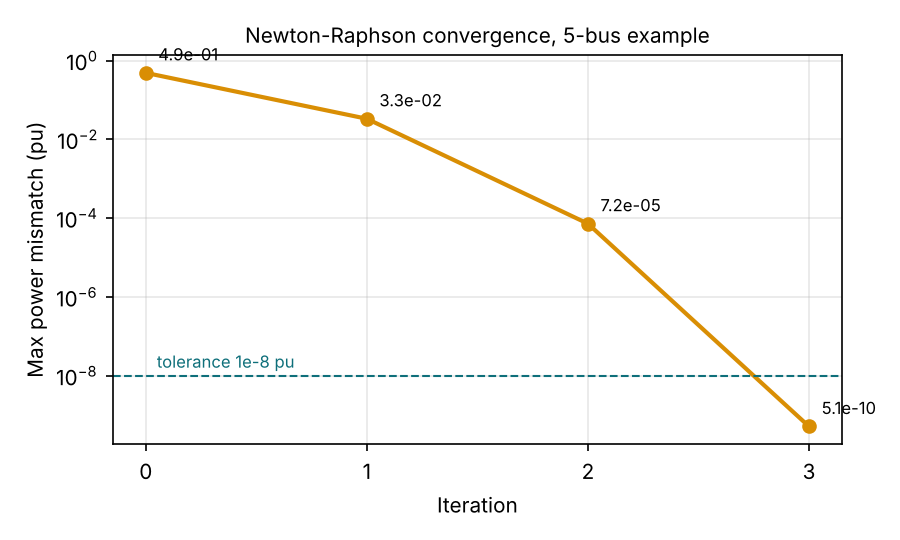 Newton-Raphson convergence, 5-bus example
Max power mismatch (pu)
10⁰
10⁻²
10⁻⁴
10⁻⁶
10⁻⁸
4.9e-01
3.3e-02
7.2e-05
tolerance 1e-8 pu
5.1e-10
0 1 2 3
Iteration